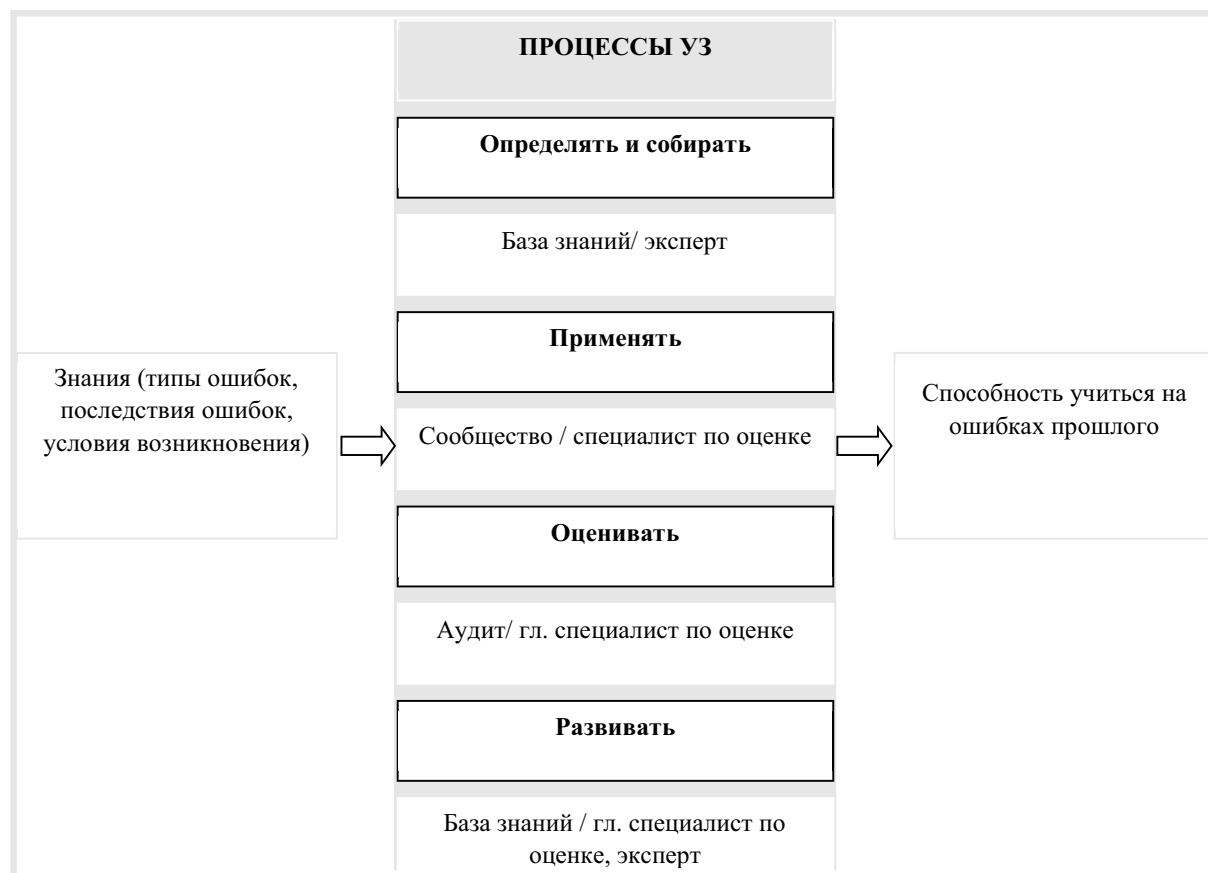 ПРОЦЕССЫ УЗ
Определять и собирать
База знаний/ эксперт
Применять
Знания (типы ошибок,
последствия ошибок,
условия возникновения)
Сообщество / специалист по оценке
Способность учиться на
ошибках прошлого
Оценивать
Аудит/ гл. специалист по оценке
Развивать
База знаний / гл. специалист по
оценке, эксперт